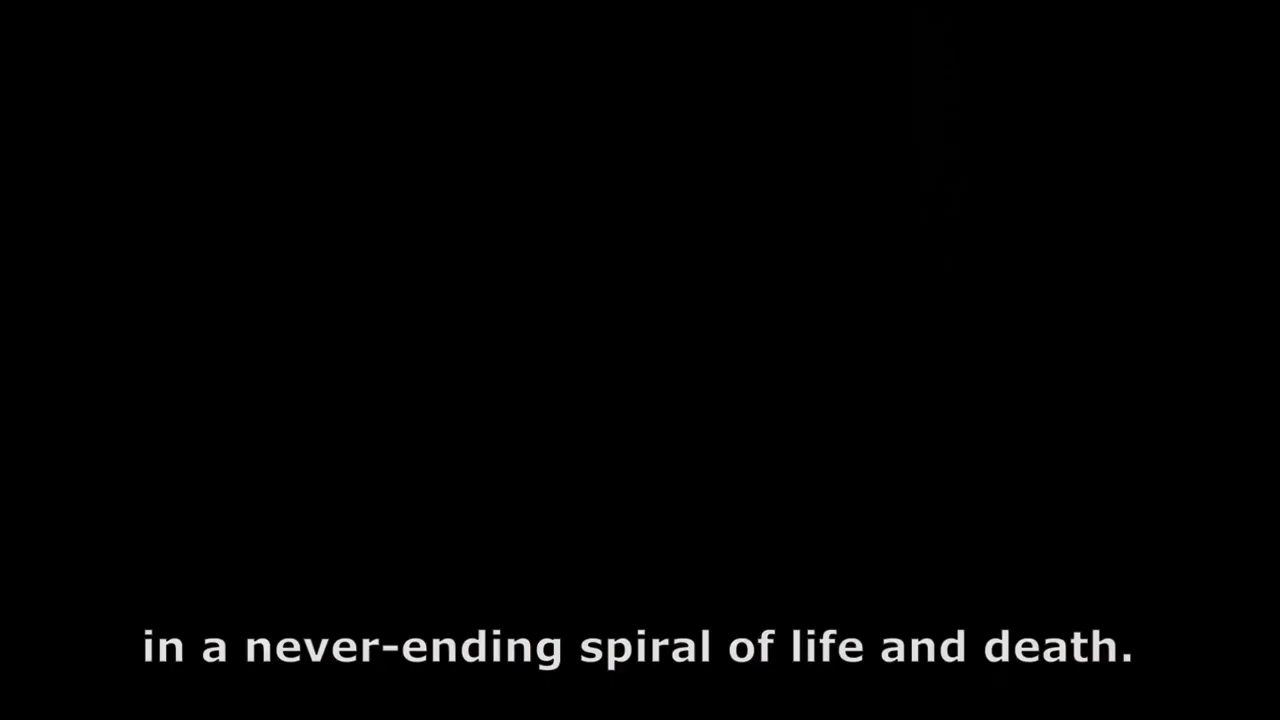 in a never-ending spiral of life and death.